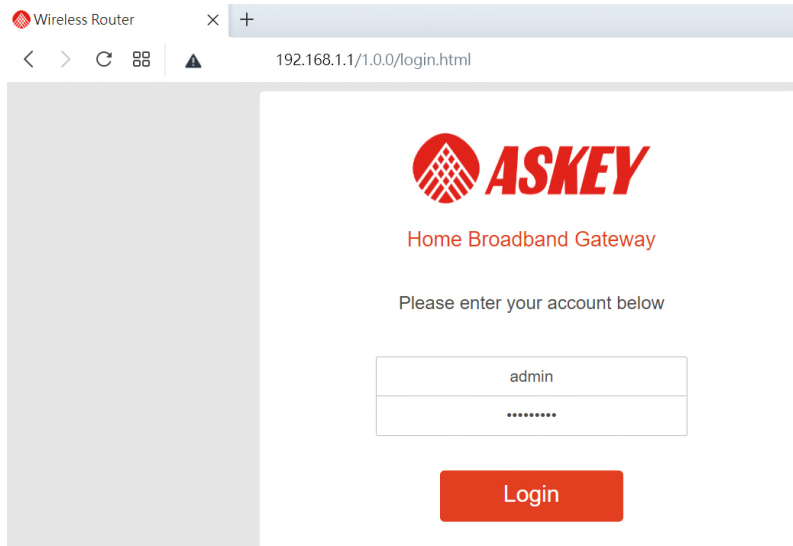 Wireless Router
192.168.1.1/1.0.0/login.html
ASKEY
Home Broadband Gateway
Please enter your account below
admin
•••••••••
Login